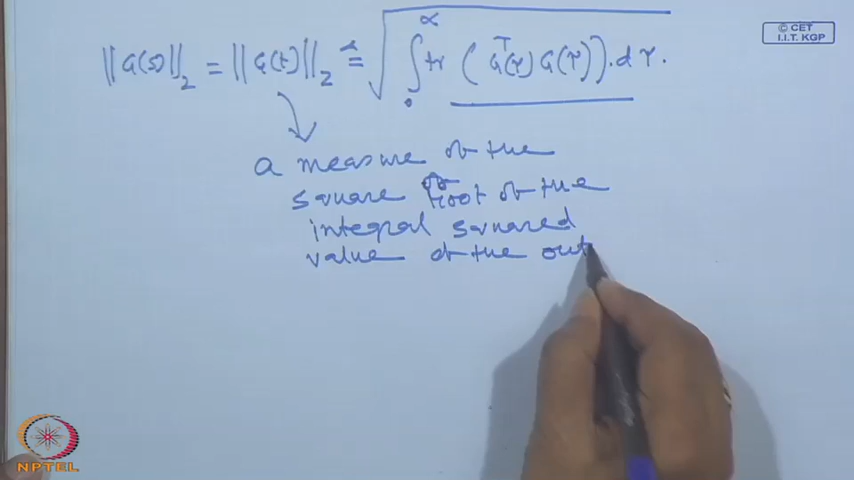 © CET
I.I.T. KGP
||G(s)||₂ = ||G(t)||₂ ≜ √ ∫₀^∞ tr (Gᵀ(τ) G(τ)).dτ.
a measure of the
square root of the
integral squared
value of the out
NPTEL